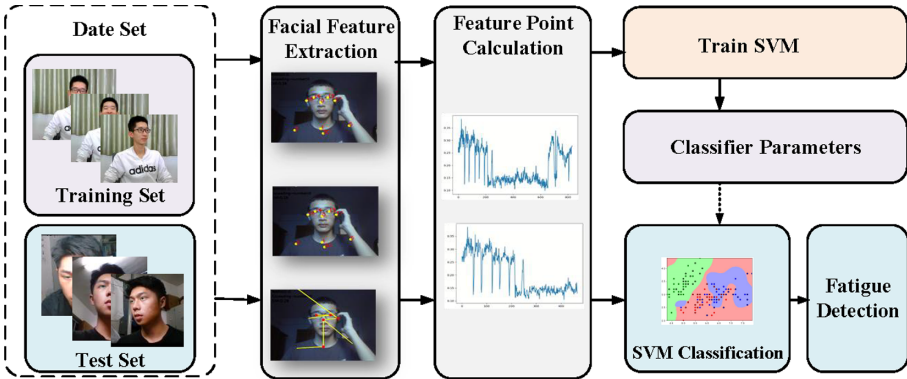 Date Set
Training Set
adidas
Test Set
Facial Feature
Extraction
Feature Point
Calculation
Train SVM
Classifier Parameters
SVM Classification
Fatigue
Detection